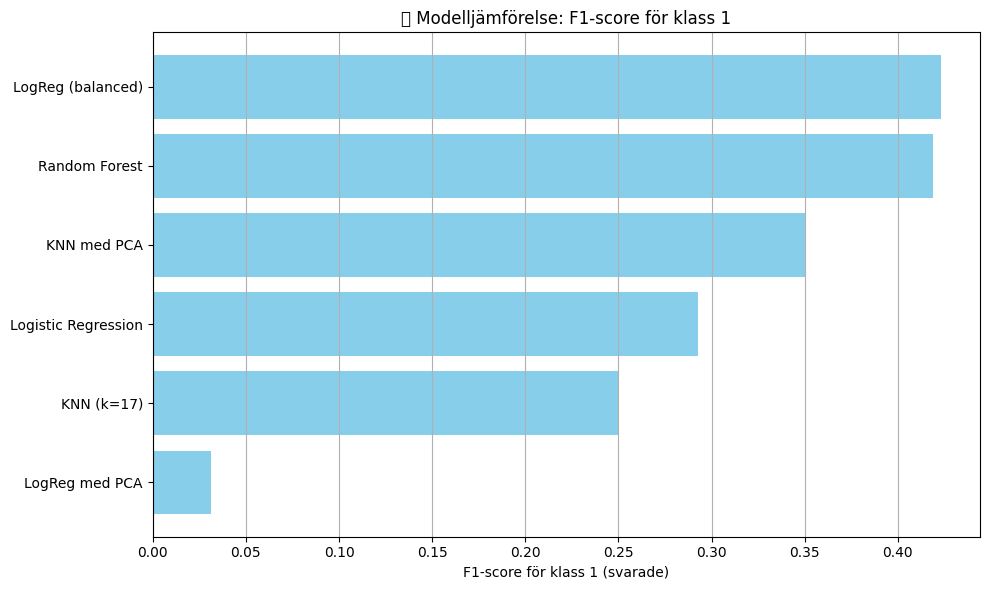 Modelljämförelse: F1-score för klass 1
LogReg (balanced)
Random Forest
KNN med PCA
Logistic Regression
KNN (k=17)
LogReg med PCA
0.00 0.05 0.10 0.15 0.20 0.25 0.30 0.35 0.40
F1-score för klass 1 (svarade)